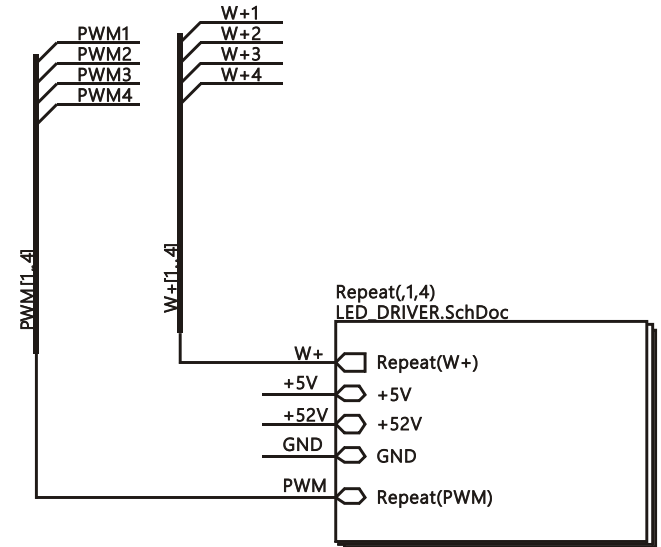 W+1
W+2
W+3
W+4
PWM1
PWM2
PWM3
PWM4
PWM[1..4]
W+[1..4]
Repeat(,1,4)
LED_DRIVER.SchDoc
W+
Repeat(W+)
+5V
+5V
+52V
+52V
GND
GND
PWM
Repeat(PWM)